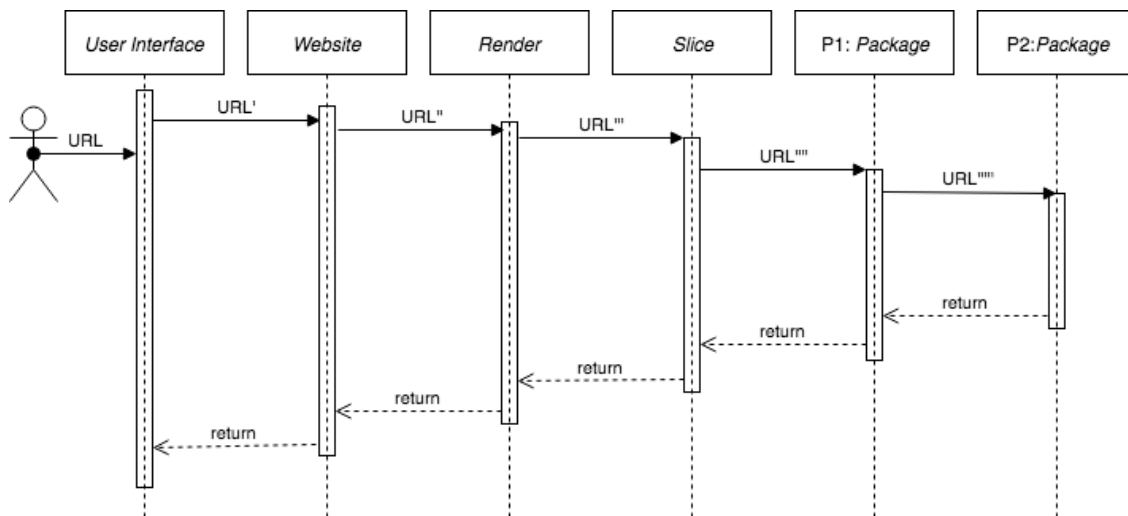 User Interface
Website
Render
Slice
P1: Package
P2:Package
URL
URL'
URL''
URL'''
URL''''
URL'''''
return
return
return
return
return